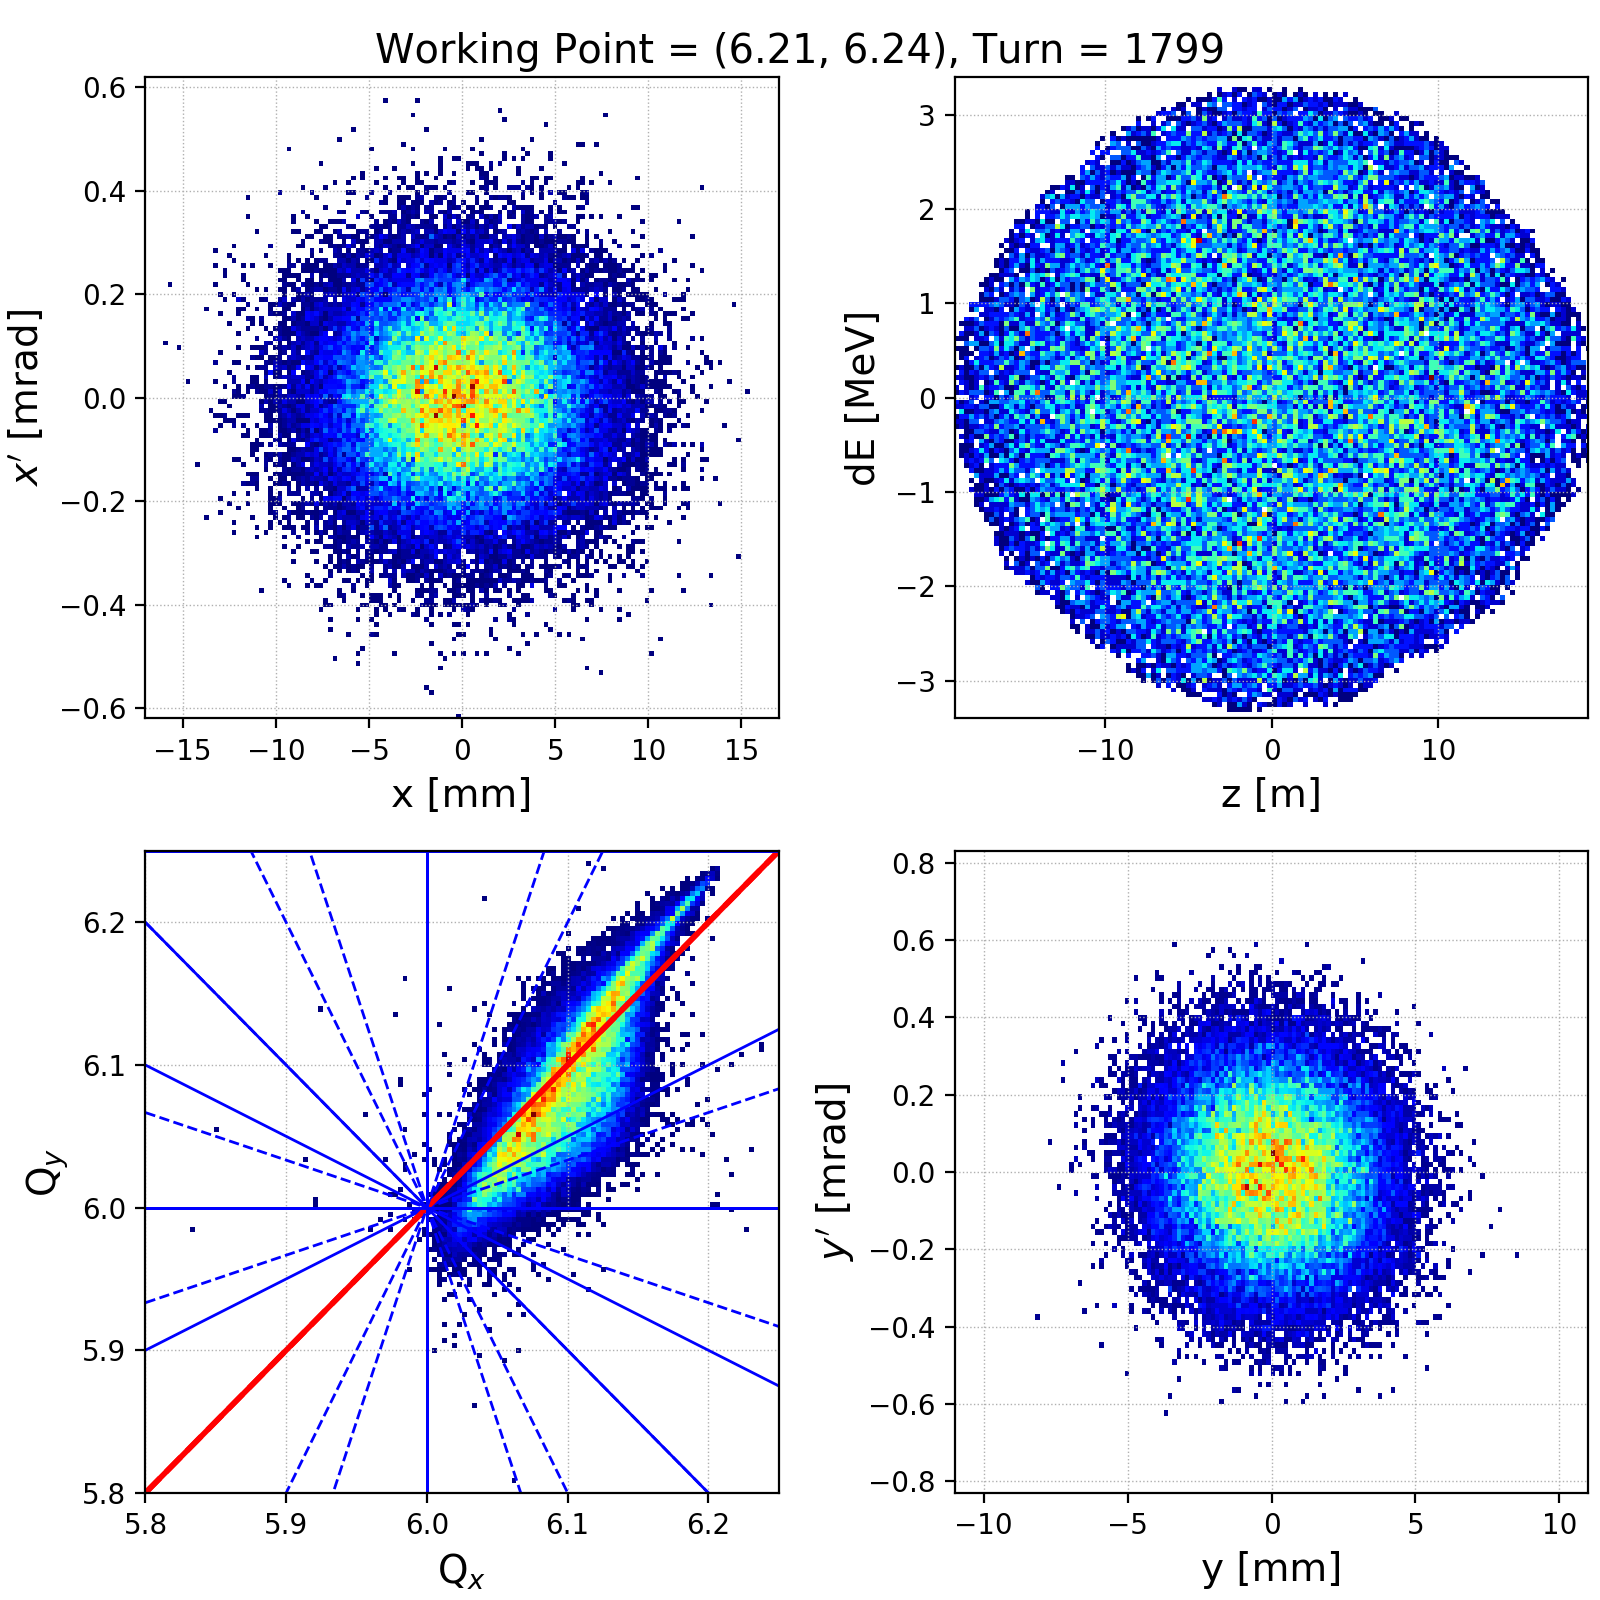 Working Point = (6.21, 6.24), Turn = 1799
0.6
0.4
0.2
0.0
−0.2
−0.4
−0.6
x′ [mrad]
−15 −10 −5 0 5 10 15
x [mm]
3
2
1
0
−1
−2
−3
dE [MeV]
−10 0 10
z [m]
6.2
6.1
6.0
5.9
5.8
Qy
5.8 5.9 6.0 6.1 6.2
Qx
0.8
0.6
0.4
0.2
0.0
−0.2
−0.4
−0.6
−0.8
y′ [mrad]
−10 −5 0 5 10
y [mm]